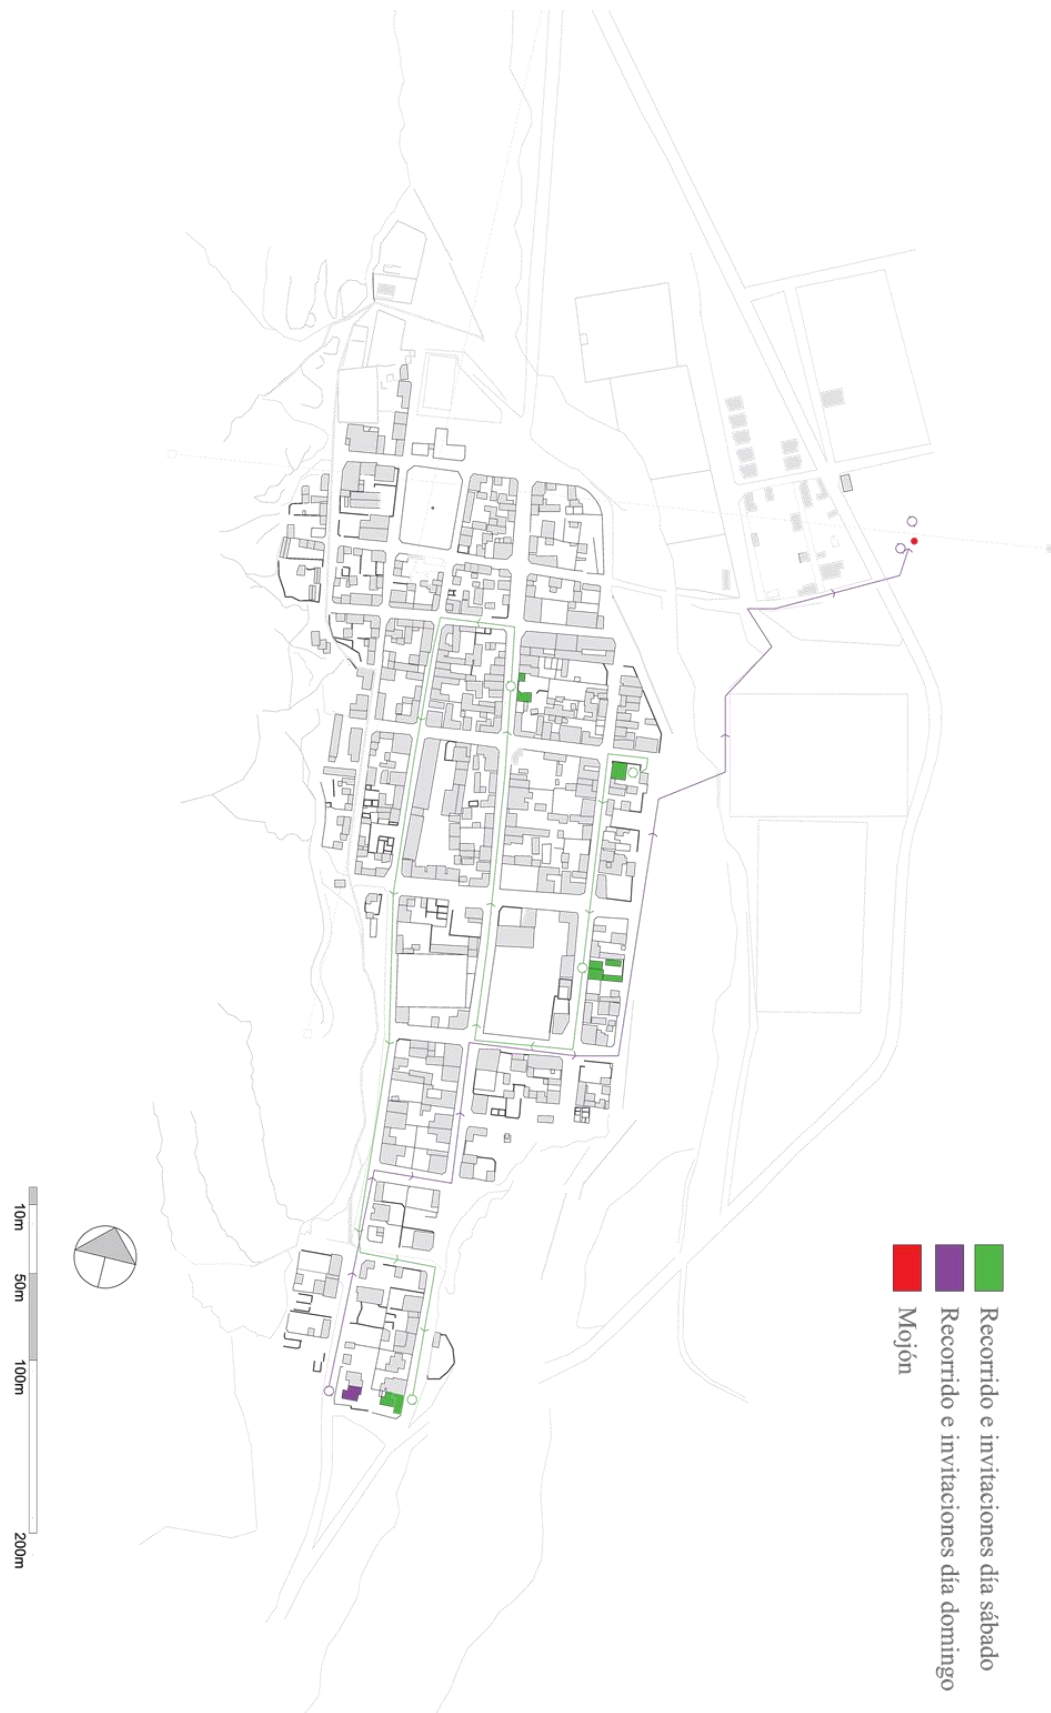 Recorrido e invitaciones día sábado
Recorrido e invitaciones día domingo
Mojón
10m
50m
100m
200m